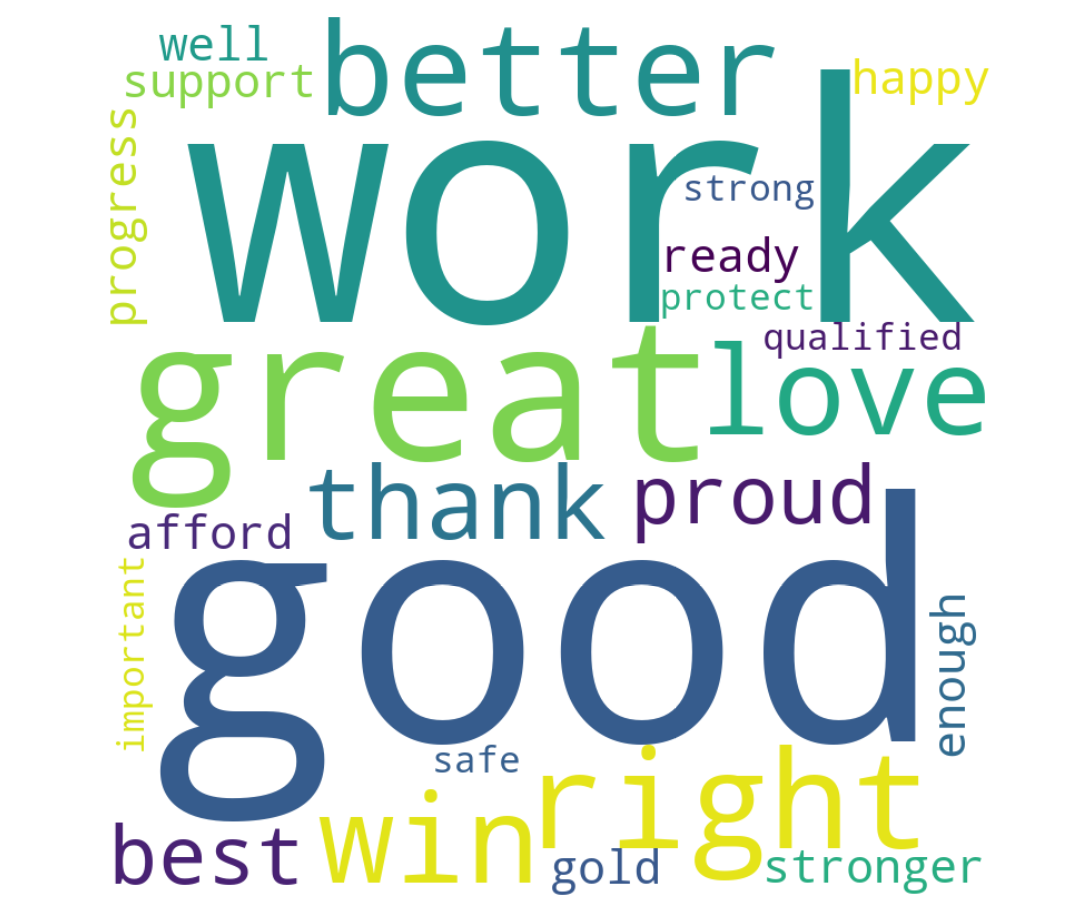 well
better
happy
support
progress
work
strong
ready
protect
qualified
great
love
thank
proud
afford
good
important
enough
safe
right
win
best
gold
stronger